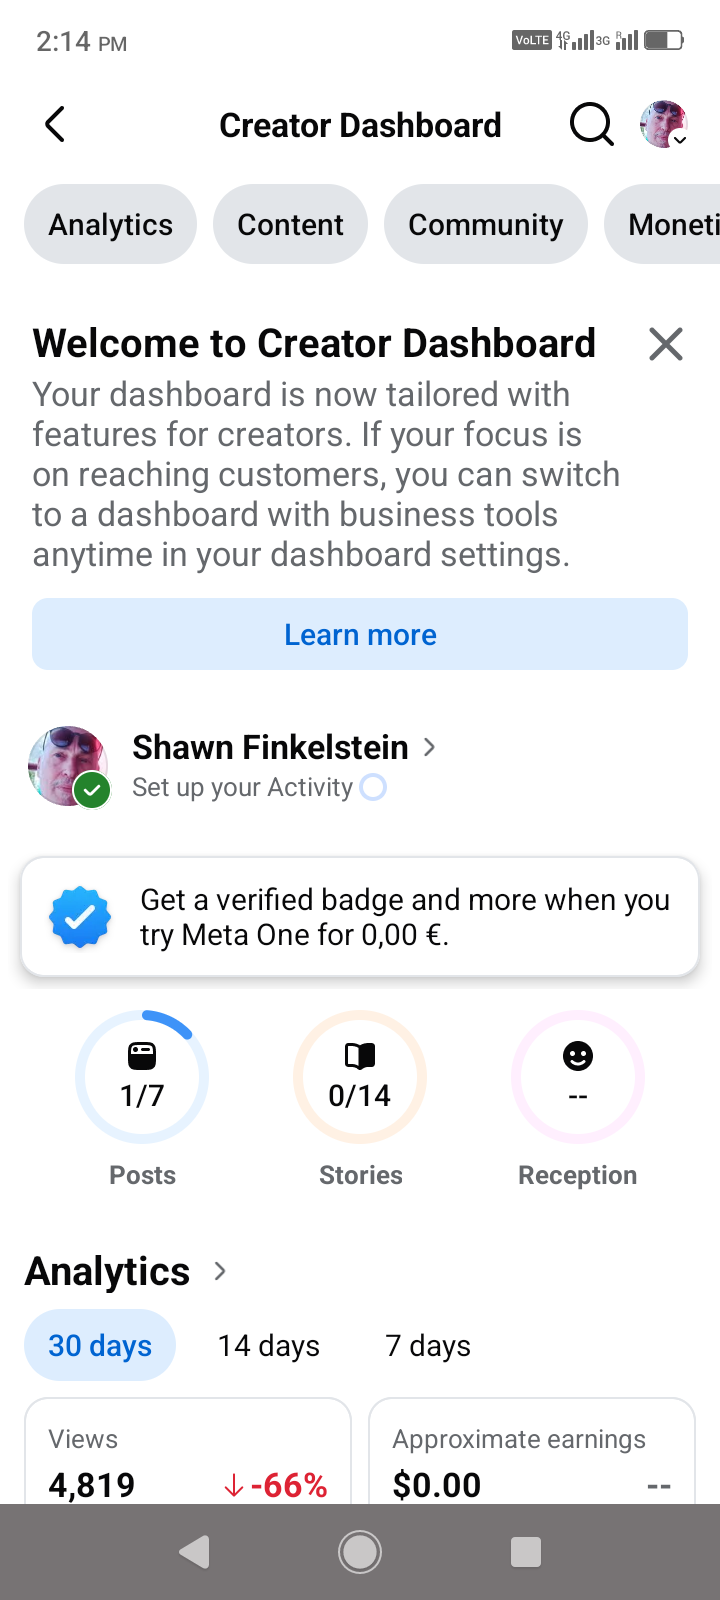 2:14 PM
VoLTE 4G 3G R
Creator Dashboard
Analytics Content Community Moneti
Welcome to Creator Dashboard
Your dashboard is now tailored with
features for creators. If your focus is
on reaching customers, you can switch
to a dashboard with business tools
anytime in your dashboard settings.
Learn more
Shawn Finkelstein
Set up your Activity
Get a verified badge and more when you
try Meta One for 0,00 €.
1/7 0/14 --
Posts Stories Reception
Analytics
30 days 14 days 7 days
Views Approximate earnings
4,819 ↓-66% $0.00 --